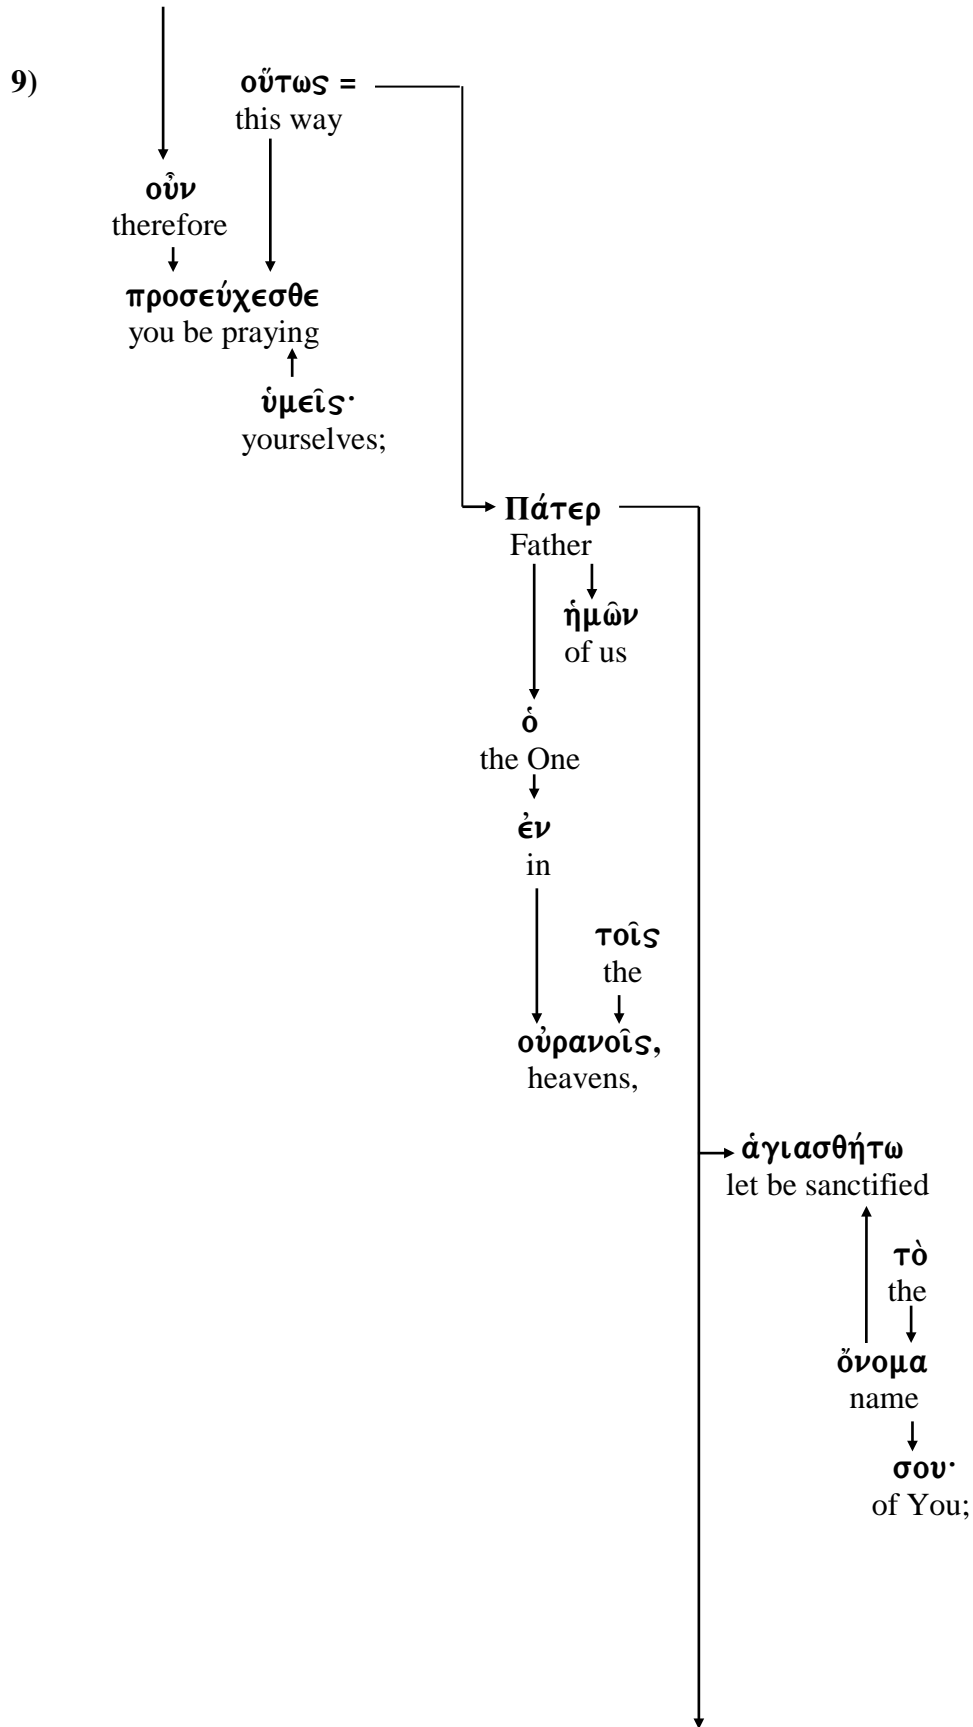 9) οὕτως =
this way
οὖν
therefore
προσεύχεσθε
you be praying
ὑμεῖς·
yourselves;
Πάτερ
Father
ἡμῶν
of us
ὁ
the One
ἐν
in
τοῖς
the
οὐρανοῖς,
heavens,
ἁγιασθήτω
let be sanctified
τὸ
the
ὄνομα
name
σου·
of You;